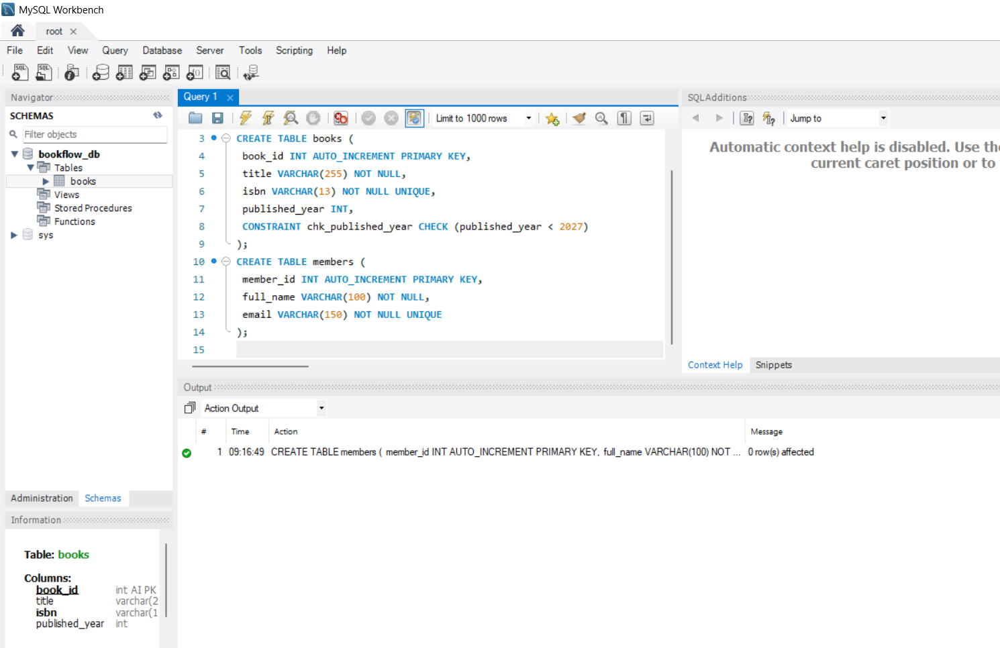 MySQL Workbench
root
File Edit View Query Database Server Tools Scripting Help
Navigator
SCHEMAS
Filter objects
bookflow_db
Tables
books
Views
Stored Procedures
Functions
sys
Administration Schemas
Information
Table: books
Columns:
book_id int AI PK
title varchar(2
isbn varchar(1
published_year int
Query 1
Limit to 1000 rows
3 CREATE TABLE books (
4 book_id INT AUTO_INCREMENT PRIMARY KEY,
5 title VARCHAR(255) NOT NULL,
6 isbn VARCHAR(13) NOT NULL UNIQUE,
7 published_year INT,
8 CONSTRAINT chk_published_year CHECK (published_year < 2027)
9 );
10 CREATE TABLE members (
11 member_id INT AUTO_INCREMENT PRIMARY KEY,
12 full_name VARCHAR(100) NOT NULL,
13 email VARCHAR(150) NOT NULL UNIQUE
14 );
15
SQLAdditions
Jump to
Automatic context help is disabled. Use the
current caret position or to
Context Help Snippets
Output
Action Output
# Time Action Message
1 09:16:49 CREATE TABLE members ( member_id INT AUTO_INCREMENT PRIMARY KEY, full_name VARCHAR(100) NOT ... 0 row(s) affected